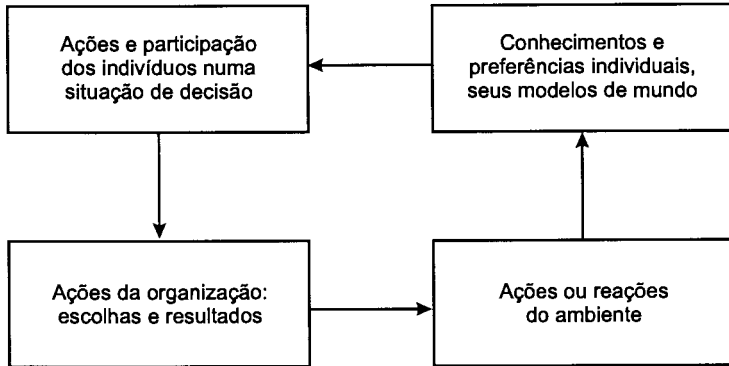 Ações e participação
dos indivíduos numa
situação de decisão
Conhecimentos e
preferências individuais,
seus modelos de mundo
Ações da organização:
escolhas e resultados
Ações ou reações
do ambiente